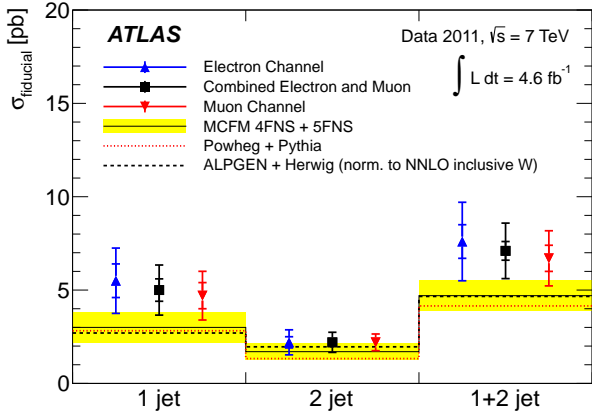 σfiducial [pb]
ATLAS
Data 2011, √s = 7 TeV
∫ L dt = 4.6 fb⁻¹
Electron Channel
Combined Electron and Muon
Muon Channel
MCFM 4FNS + 5FNS
Powheg + Pythia
ALPGEN + Herwig (norm. to NNLO inclusive W)
20
15
10
5
0
1 jet
2 jet
1+2 jet